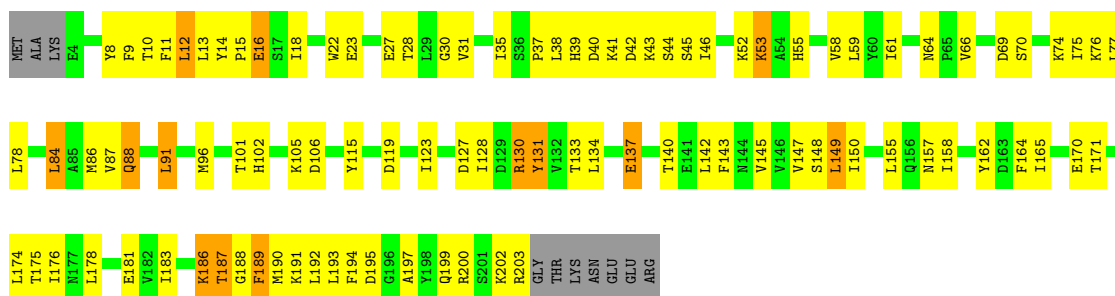 MET ALA LYS E4 Y8 F9 T10 F11 L12 L13 Y14 P15 E16 S17 I18 W22 E23 E27 T28 L29 G30 V31 I35 S36 P37 L38 H39 D40 K41 D42 K43 S44 S45 I46 K52 K53 A54 H55 V58 L59 Y60 I61 N64 P65 V66 D69 S70 K74 I75 K76 L77
L78 L84 A85 M86 V87 Q88 L91 M96 T101 H102 K105 D106 Y115 D119 I123 D127 I128 D129 R130 Y131 V132 T133 L134 E137 T140 E141 L142 F143 N144 V145 V146 V147 S148 L149 I150 L155 Q156 N157 I158 Y162 D163 F164 I165 E170 T171
L174 T175 I176 N177 L178 E181 V182 I183 K186 T187 G188 F189 M190 K191 L192 L193 F194 D195 G196 A197 Y198 Q199 R200 S201 K202 R203 GLY THR LYS ASN GLU GLU ARG